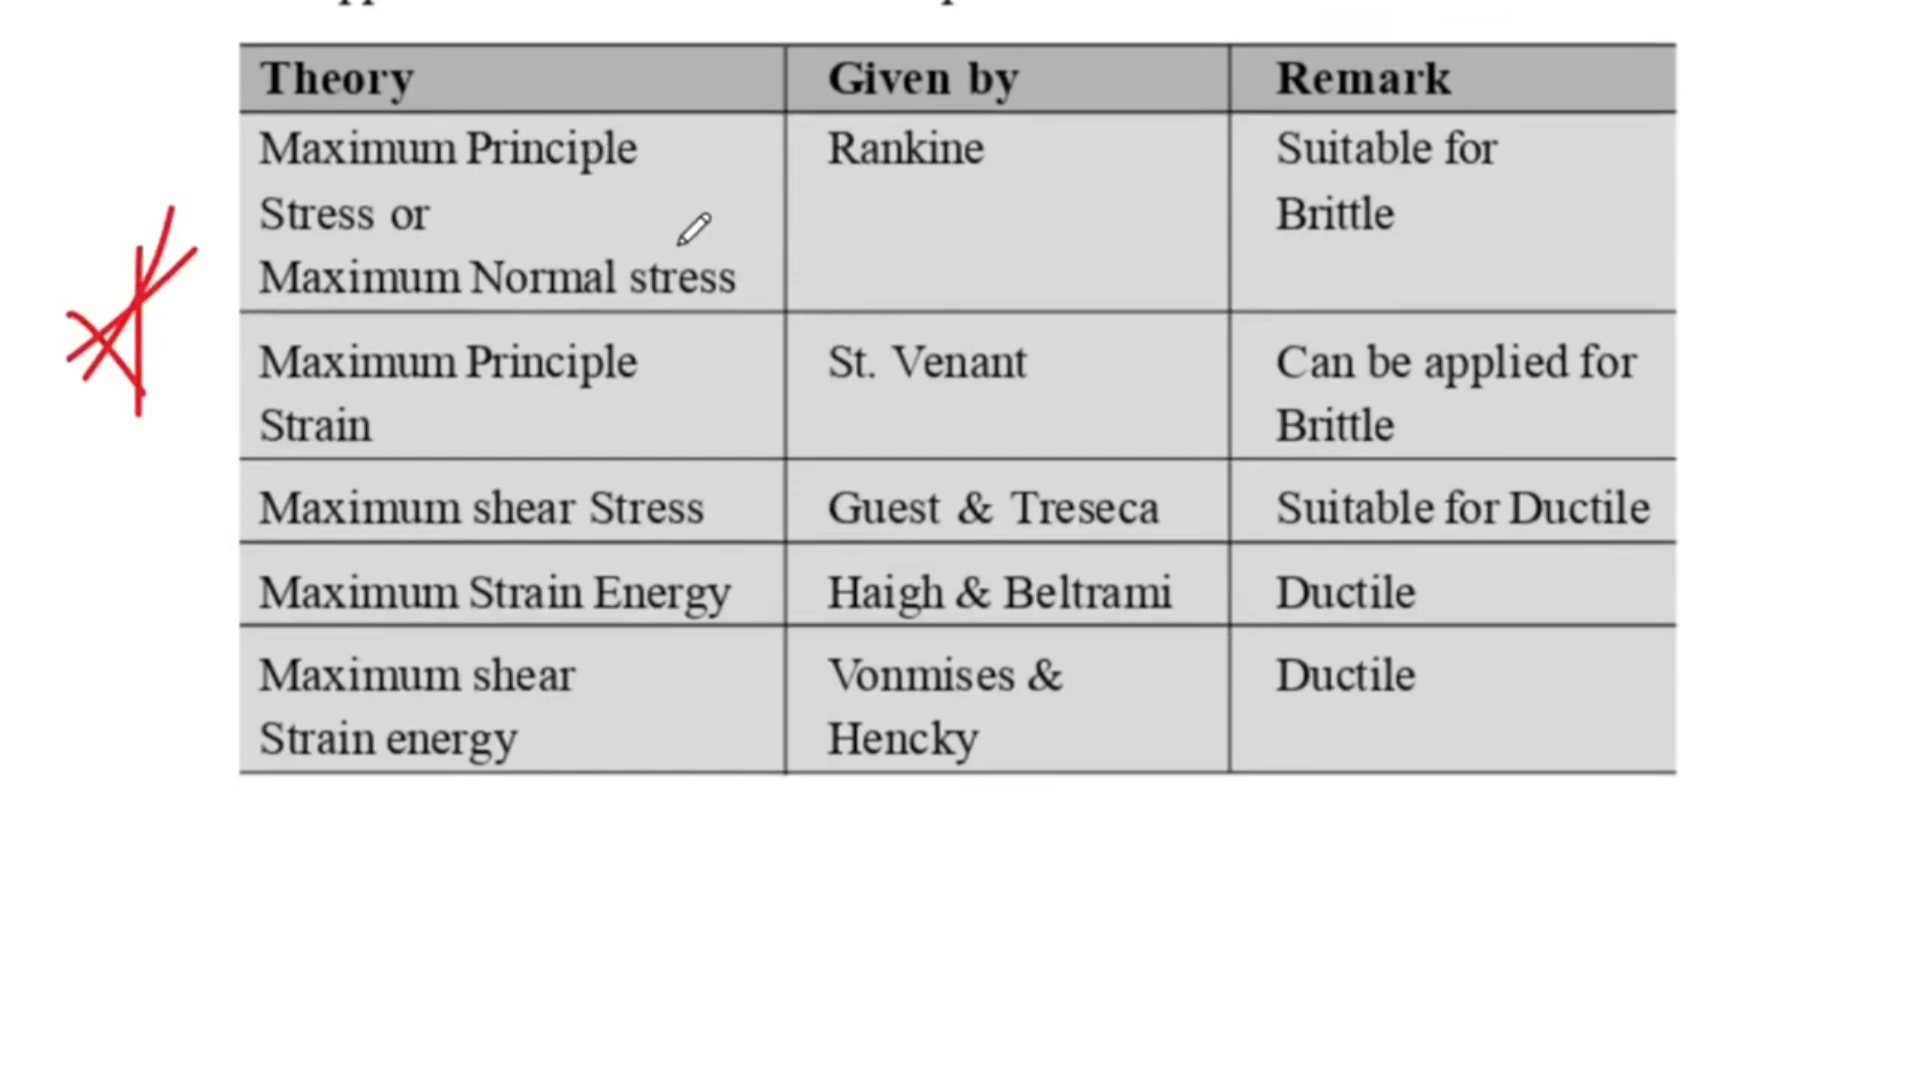 Theory Given by Remark
Maximum Principle Rankine Suitable for
Stress or Brittle
Maximum Normal stress
Maximum Principle St. Venant Can be applied for
Strain Brittle
Maximum shear Stress Guest & Treseca Suitable for Ductile
Maximum Strain Energy Haigh & Beltrami Ductile
Maximum shear Vonmises & Ductile
Strain energy Hencky